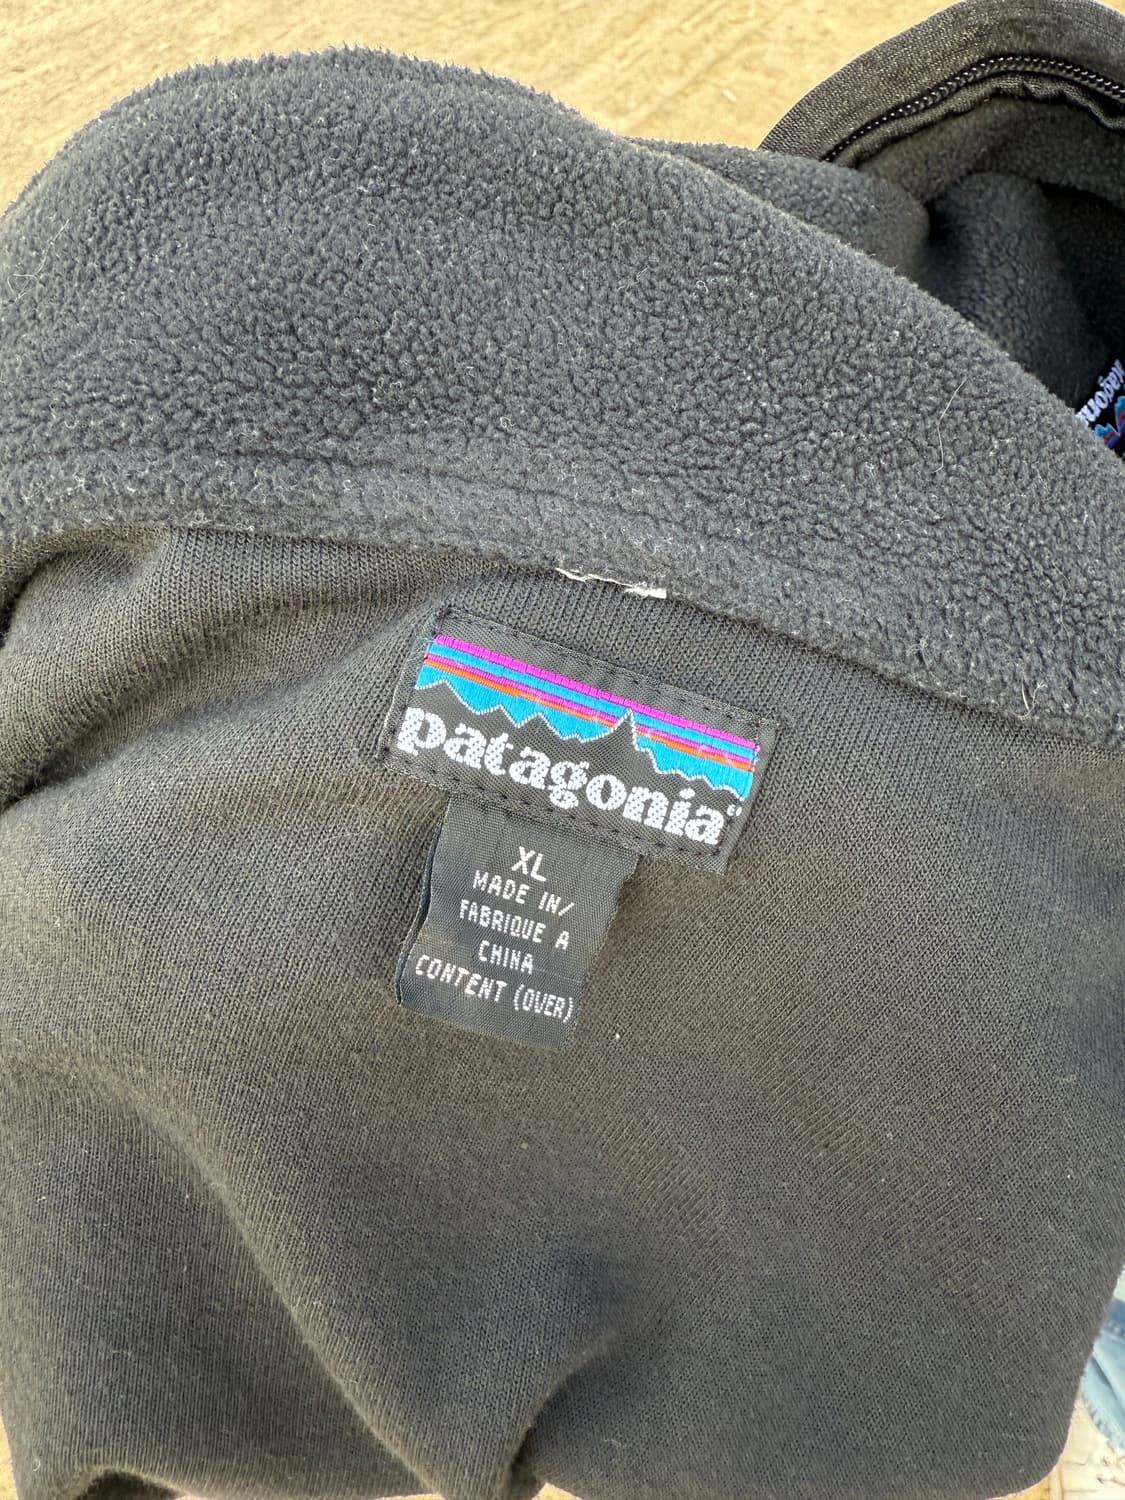 patagonia®
XL
MADE IN/
FABRIQUE A
CHINA
CONTENT (OVER)